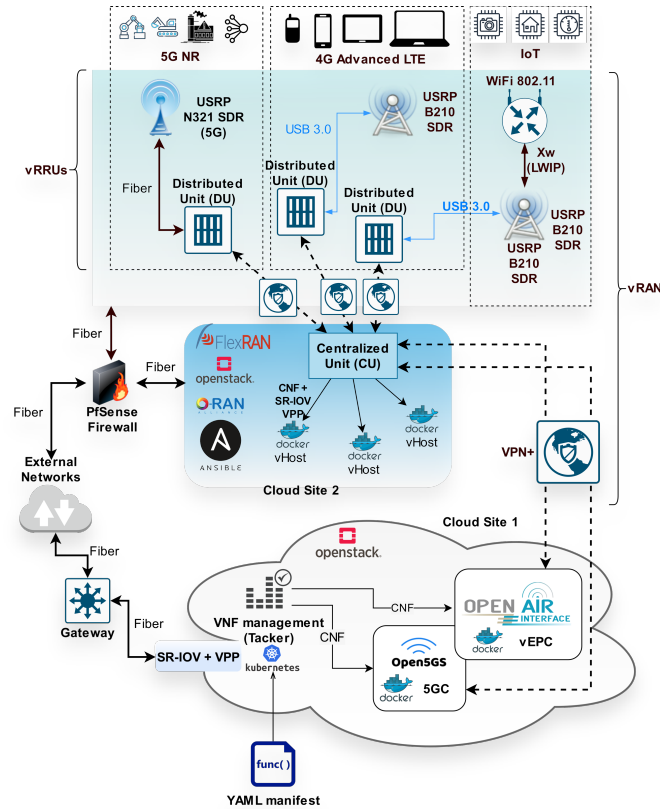 5G NR
4G Advanced LTE
IoT
WiFi 802.11
USRP
N321 SDR
(5G)
USRP
B210
SDR
USB 3.0
Xw
(LWIP)
vRRUs
Fiber
Distributed
Unit (DU)
Distributed
Unit (DU)
Distributed
Unit (DU)
USB 3.0
USRP
B210
SDR
USRP
B210
SDR
vRAN
Fiber
FlexRAN
Centralized
Unit (CU)
Fiber
openstack.
CNF +
SR-IOV
VPP
PfSense
Firewall
Fiber
O-RAN
ALLIANCE
docker
vHost
docker
vHost
docker
vHost
ANSIBLE
VPN+
External
Networks
Cloud Site 2
Cloud Site 1
openstack.
Fiber
CNF
OPEN AIR
INTERFACE
VNF management
(Tacker)
CNF
docker
vEPC
Gateway
Fiber
Open5GS
SR-IOV + VPP
kubernetes
docker
5GC
func( )
YAML manifest